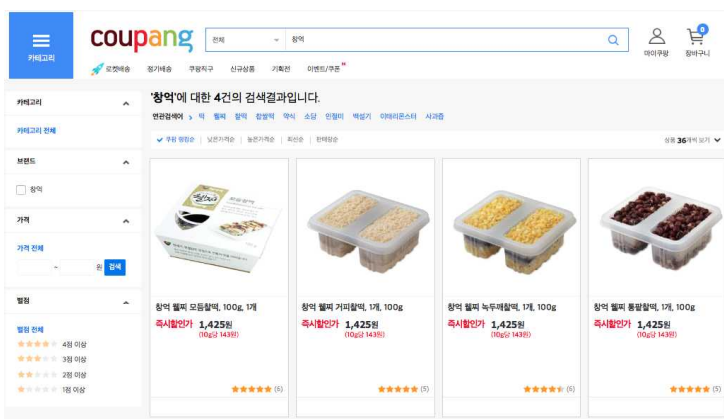 카테고리
coupang
전체
창억
마이쿠팡
0
장바구니
로켓배송 정기배송 쿠팡직구 신규상품 기획전 이벤트/쿠폰
카테고리
카테고리 전체
브랜드
창억
가격
가격 전체
~ 원 검색
별점
별점 전체
4점 이상
3점 이상
2점 이상
1점 이상
'창억'에 대한 4건의 검색결과입니다.
연관검색어 떡 웰찌 찰떡 찹쌀떡 약식 소담 인절미 백설기 이태리몬스터 사과즙
쿠팡 랭킹순 낮은가격순 높은가격순 최신순 판매량순
상품 36개씩 보기
창억 웰찌 모듬찰떡, 100g, 1개
즉시할인가 1,425원
(10g당 143원)
(6)
창억 웰찌 거피찰떡, 1개, 100g
즉시할인가 1,425원
(10g당 143원)
(5)
창억 웰찌 녹두깨찰떡, 1개, 100g
즉시할인가 1,425원
(10g당 143원)
(6)
창억 웰찌 통팥찰떡, 1개, 100g
즉시할인가 1,425원
(10g당 143원)
(5)